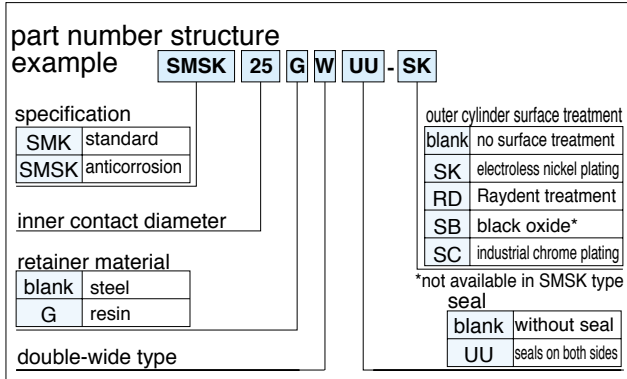 part number structure
example SMSK 25 G W UU - SK
specification
SMK standard
SMSK anticorrosion
inner contact diameter
retainer material
blank steel
G resin
double-wide type
outer cylinder surface treatment
blank no surface treatment
SK electroless nickel plating
RD Raydent treatment
SB black oxide*
SC industrial chrome plating
*not available in SMSK type
seal
blank without seal
UU seals on both sides